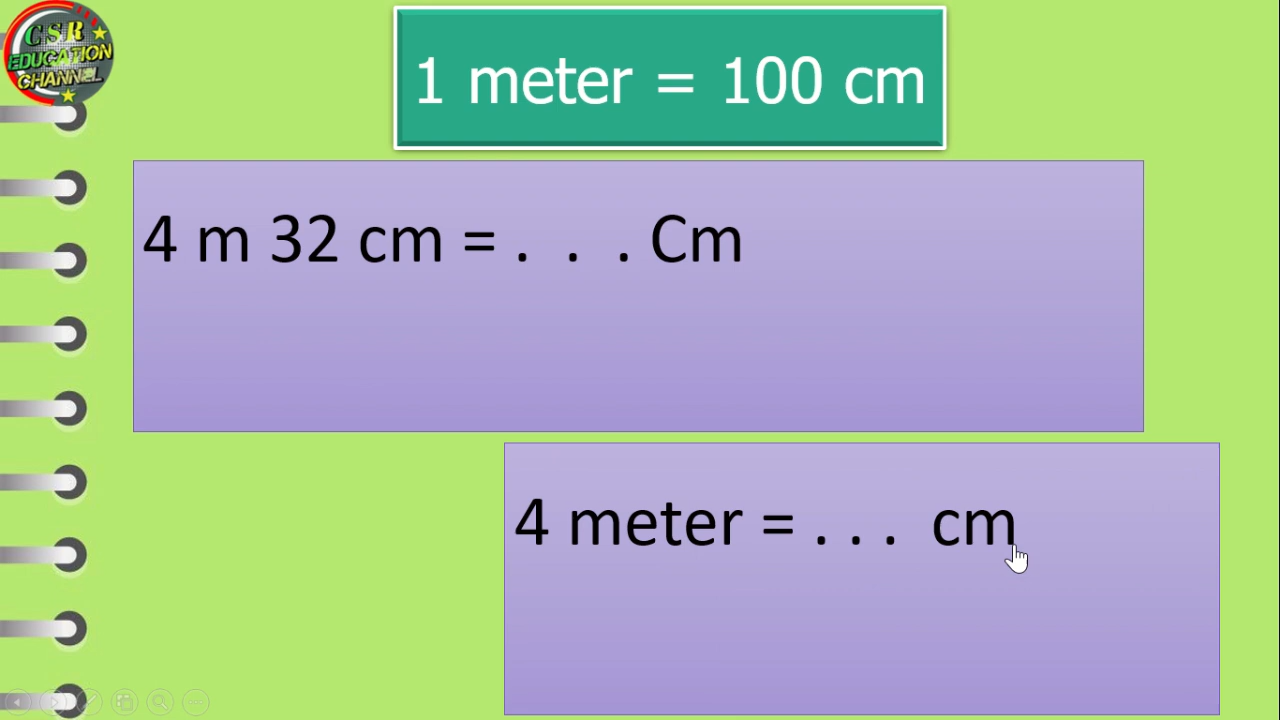 CSR
EDUCATION
CHANNEL
1 meter = 100 cm
4 m 32 cm = . . . Cm
4 meter = . . . cm